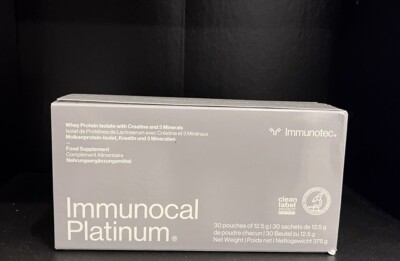 Whey Protein Isolate with Creatine and 3 Minerals
Isolat de Protéines de Lactosérum avec Créatine et 3 Minéraux
Molkenprotein-Isolat, Kreatin und 3 Mineralien
Food Supplement
Complément Alimentaire
Nahrungsergänzungsmittel
Immunotec®
Immunocal
Platinum®
clean
label
30 pouches of 12.5 g | 30 sachets de 12.5 g
de poudre chacun | 30 Beutel zu 12.5 g
Net Weight | Poids net | Nettogewicht 375 g